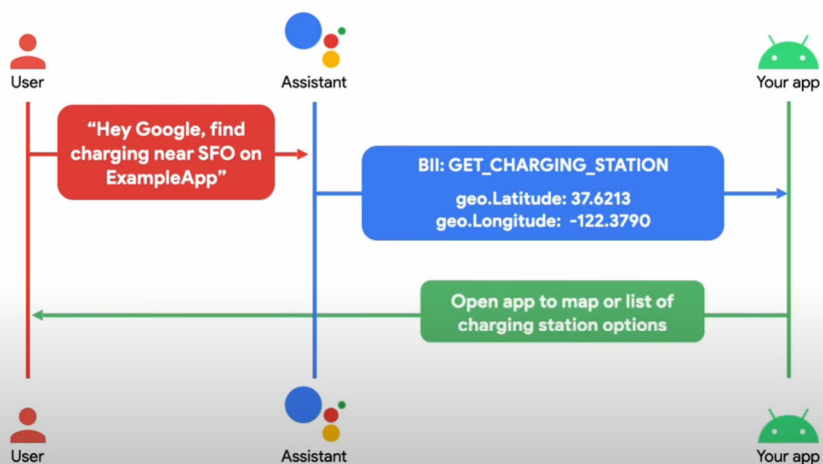 User
Assistant
Your app
“Hey Google, find
charging near SFO on
ExampleApp”
BII: GET_CHARGING_STATION
geo.Latitude: 37.6213
geo.Longitude: -122.3790
Open app to map or list of
charging station options
User
Assistant
Your app